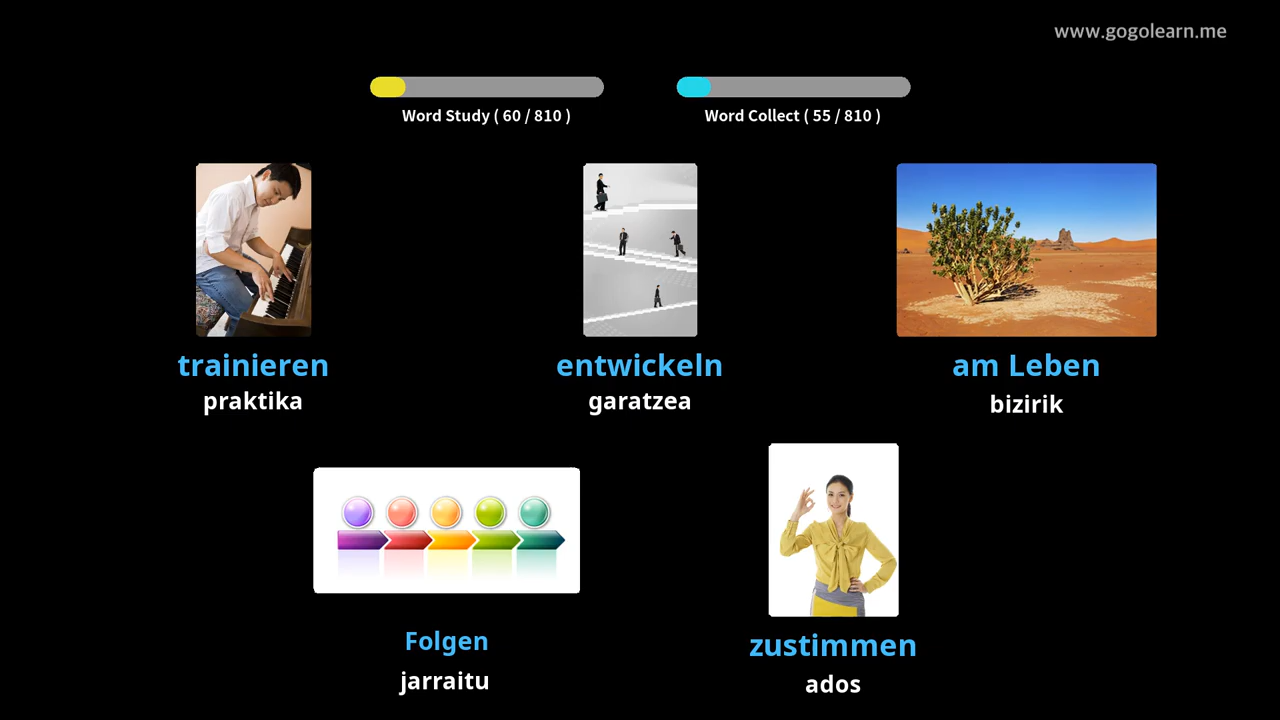 www.gogolearn.me
Word Study ( 60 / 810 )
Word Collect ( 55 / 810 )
trainieren
praktika
entwickeln
garatzea
am Leben
bizirik
Folgen
jarraitu
zustimmen
ados